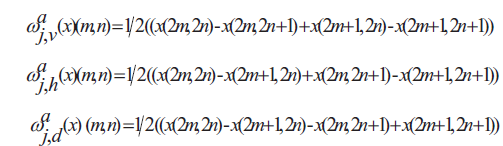 ω^a_{j,v}(x)(m,n)=1/2((x(2m,2n)-x(2m,2n+1)+x(2m+1,2n)-x(2m+1,2n+1))
ω^a_{j,h}(x)(m,n)=1/2((x(2m,2n)-x(2m+1,2n)+x(2m,2n+1)-x(2m+1,2n+1))
ω^a_{j,d}(x) (m,n)=1/2((x(2m,2n)-x(2m+1,2n)-x(2m,2n+1)+x(2m+1,2n+1))